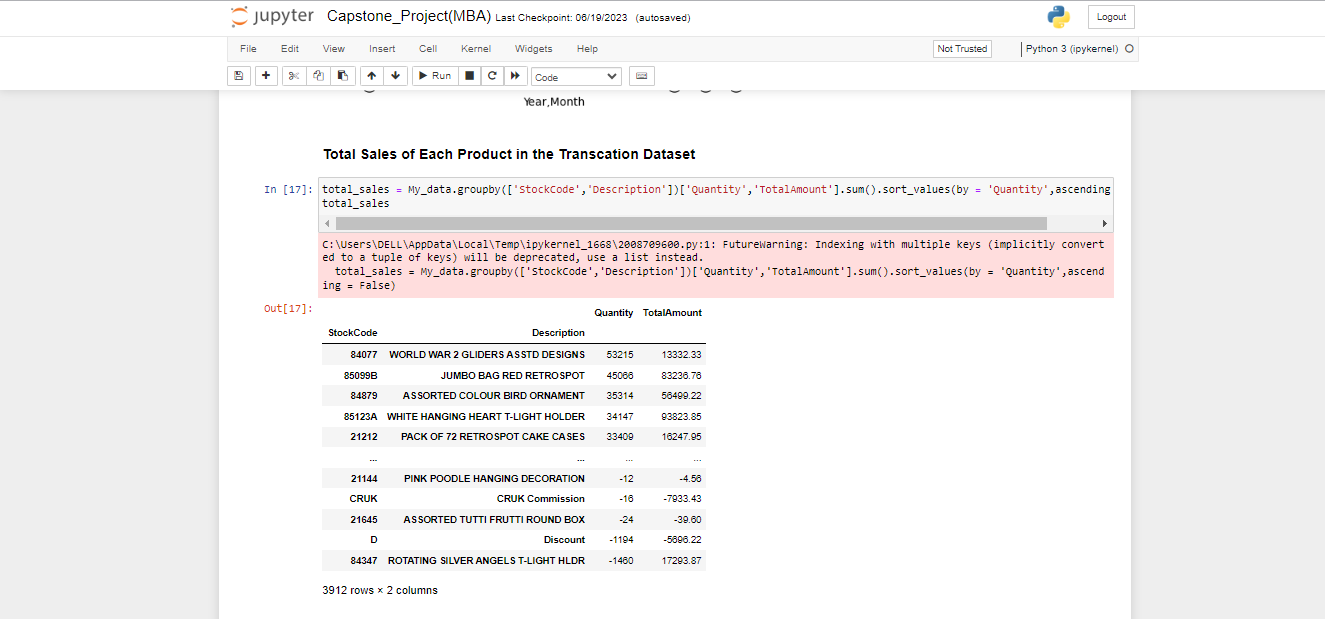 jupyter Capstone_Project(MBA) Last Checkpoint: 06/19/2023 (autosaved) Logout
File Edit View Insert Cell Kernel Widgets Help Not Trusted Python 3 (ipykernel)
Run Code
Year,Month
Total Sales of Each Product in the Transcation Dataset
In [17]: total_sales = My_data.groupby(['StockCode','Description'])['Quantity','TotalAmount'].sum().sort_values(by = 'Quantity',ascending
total_sales
C:\Users\DELL\AppData\Local\Temp\ipykernel_1668\2008709600.py:1: FutureWarning: Indexing with multiple keys (implicitly convert
ed to a tuple of keys) will be deprecated, use a list instead.
total_sales = My_data.groupby(['StockCode','Description'])['Quantity','TotalAmount'].sum().sort_values(by = 'Quantity',ascend
ing = False)
Out[17]:
Quantity TotalAmount
StockCode Description
84077 WORLD WAR 2 GLIDERS ASSTD DESIGNS 53215 13332.33
85099B JUMBO BAG RED RETROSPOT 45066 83236.76
84879 ASSORTED COLOUR BIRD ORNAMENT 35314 56499.22
85123A WHITE HANGING HEART T-LIGHT HOLDER 34147 93823.85
21212 PACK OF 72 RETROSPOT CAKE CASES 33409 16247.95
... ... ... ...
21144 PINK POODLE HANGING DECORATION -12 -4.56
CRUK CRUK Commission -16 -7933.43
21645 ASSORTED TUTTI FRUTTI ROUND BOX -24 -39.60
D Discount -1194 -5696.22
84347 ROTATING SILVER ANGELS T-LIGHT HLDR -1460 17293.87
3912 rows × 2 columns